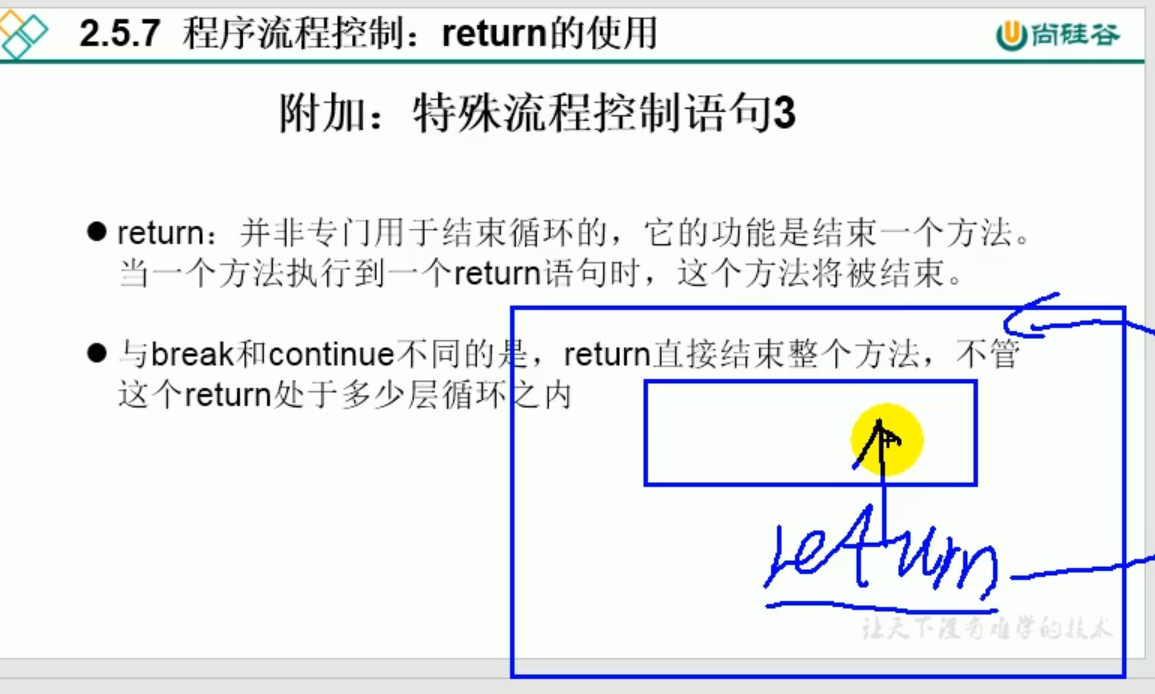 2.5.7 程序流程控制：return的使用
尚硅谷
附加：特殊流程控制语句3
●return：并非专门用于结束循环的，它的功能是结束一个方法。
当一个方法执行到一个return语句时，这个方法将被结束。
●与break和continue不同的是，return直接结束整个方法，不管
这个return处于多少层循环之内
return
让天下没有难学的技术